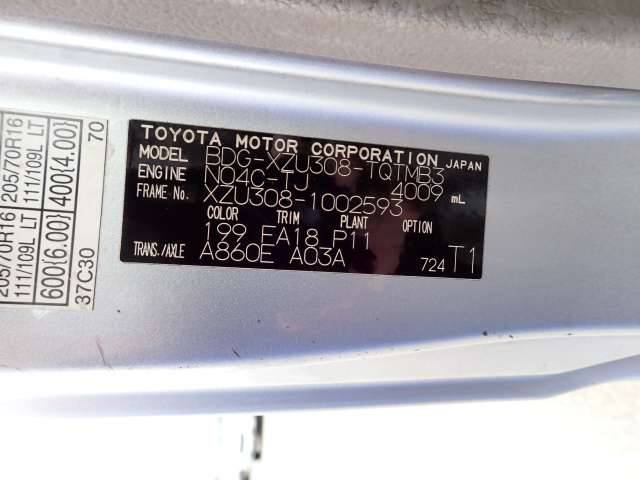 TOYOTA MOTOR CORPORATION JAPAN
MODEL BDG-XZU308-TQTMB3
ENGINE N04C-TJ 4009 mL
FRAME No. XZU308-1002593
COLOR TRIM PLANT OPTION
199 FA18 P11
TRANS./AXLE A860E A03A 724 T1
205/70R16 205/70R16
111/109L LT 111/109L LT
600{6.00} 400{4.00}
37C30 70